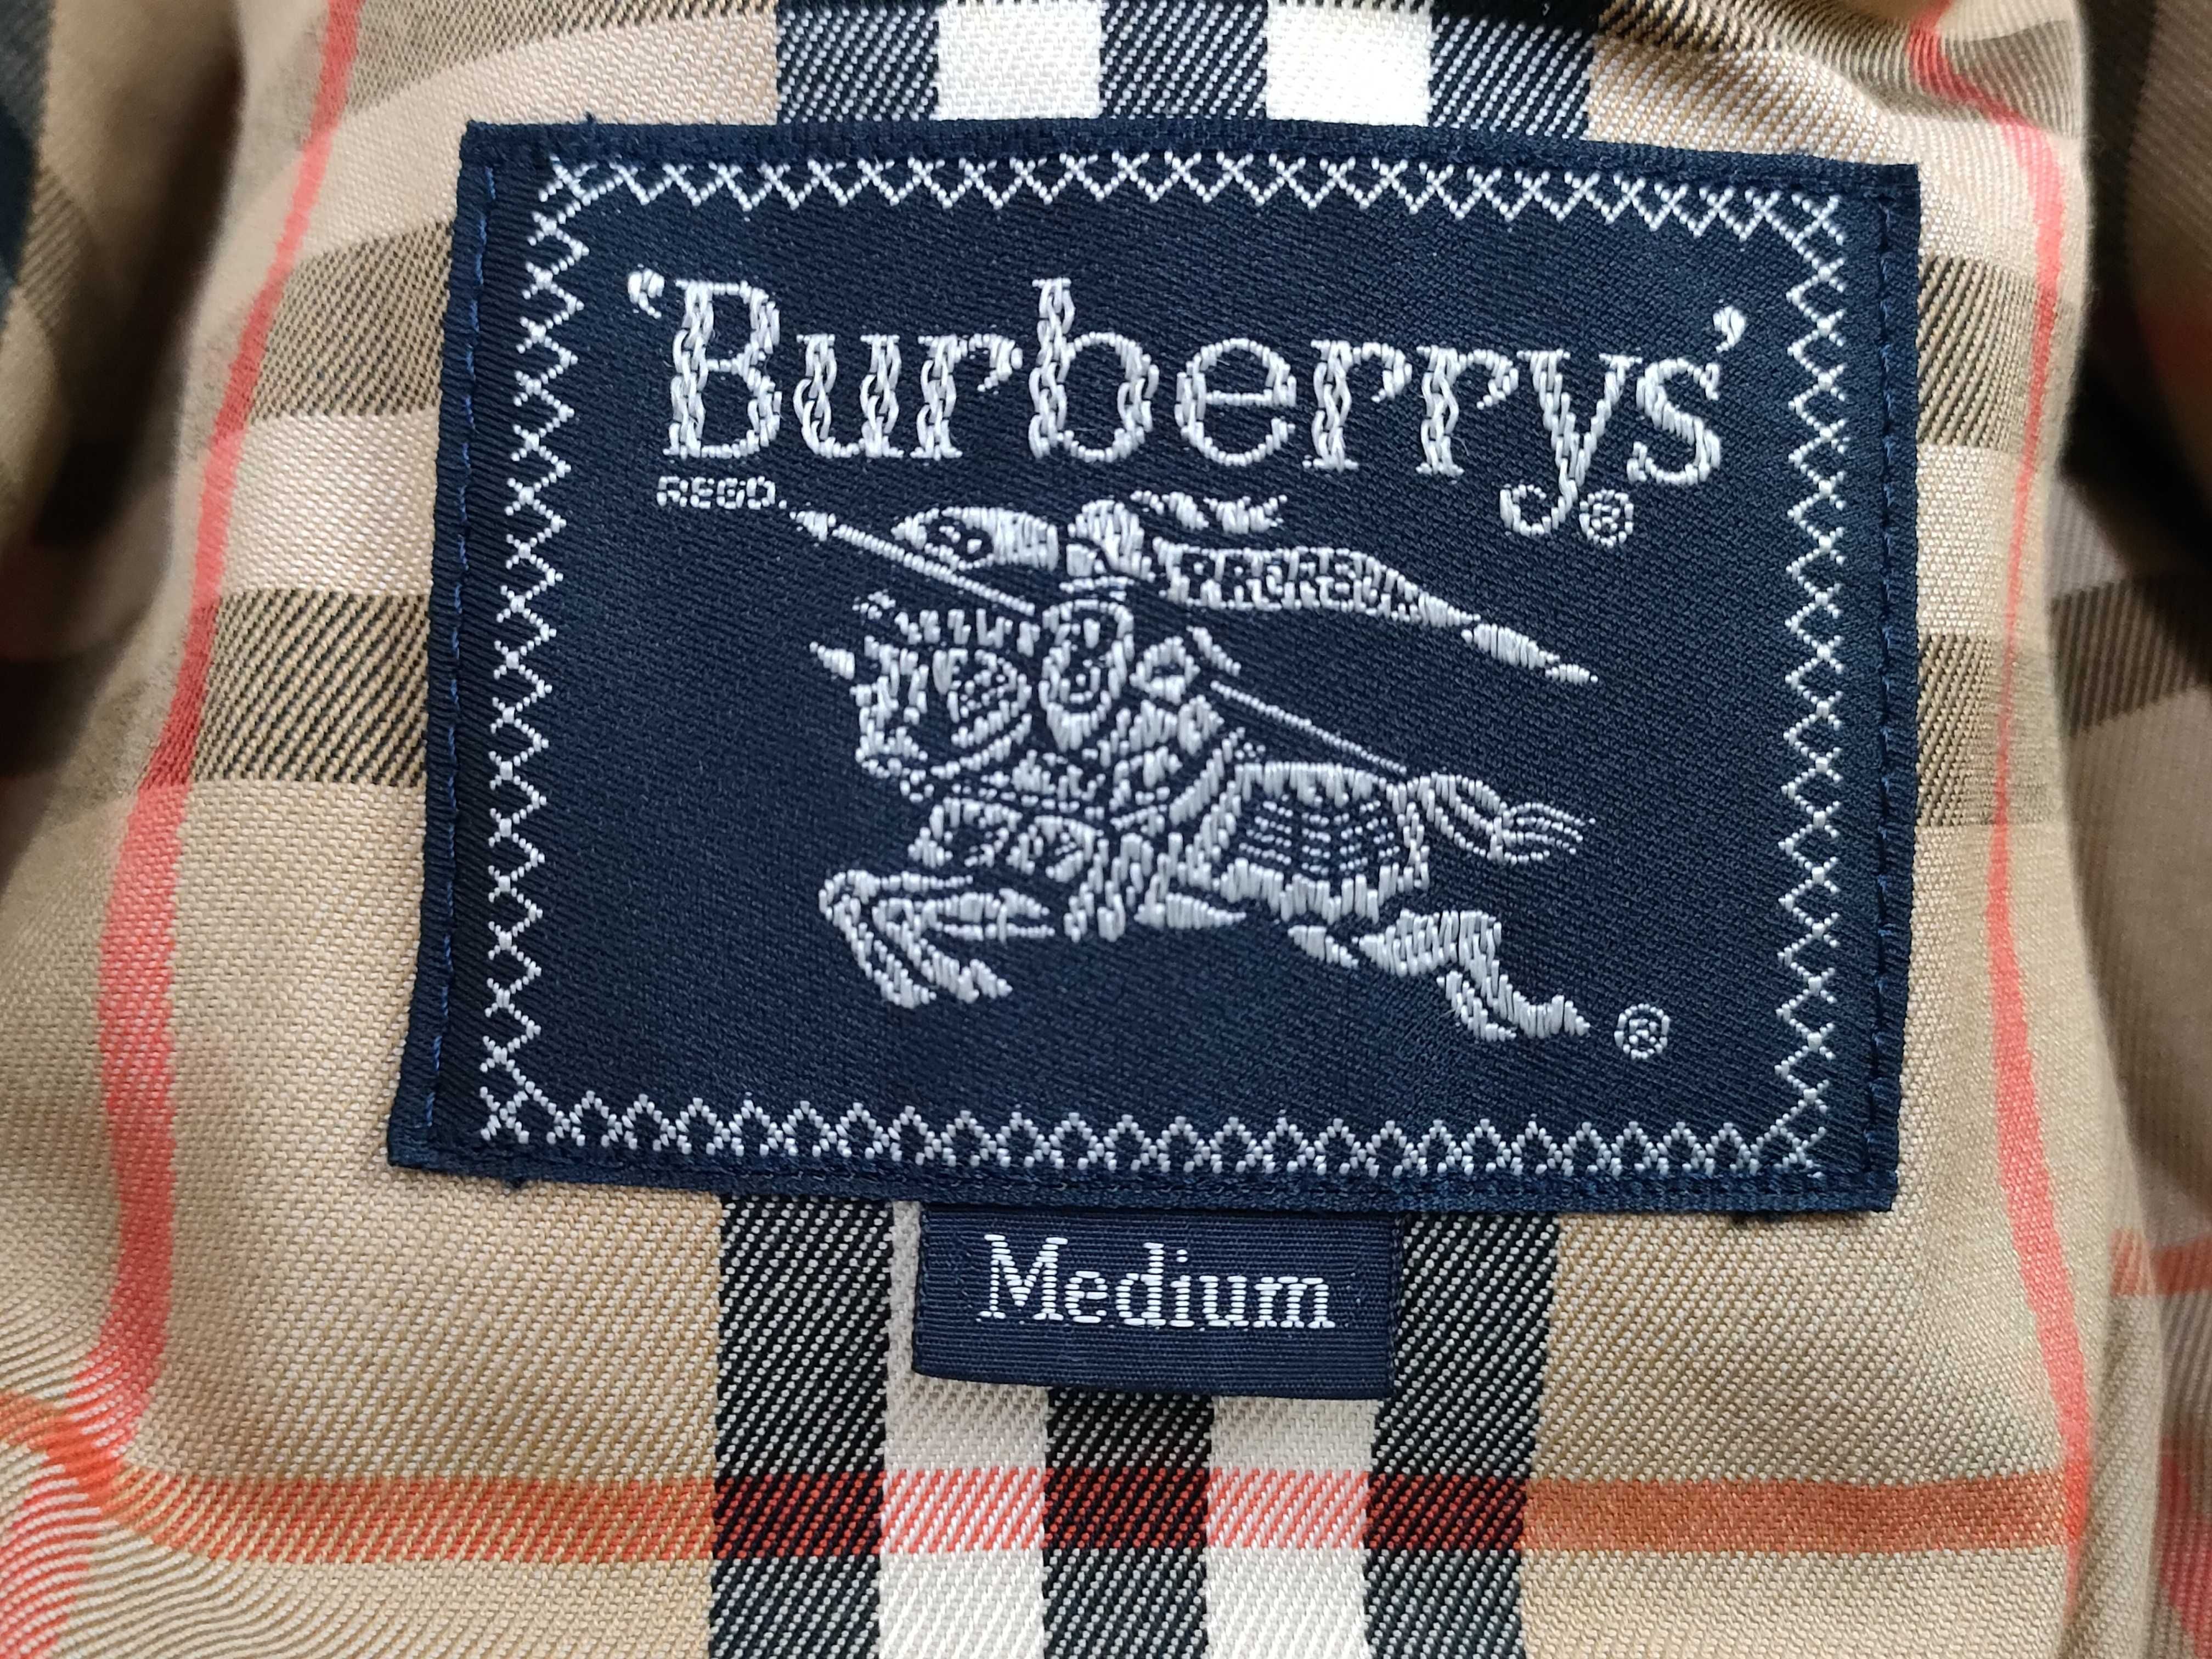 ‘Burberrys’®
REGD.
PRORSUM
®
Medium